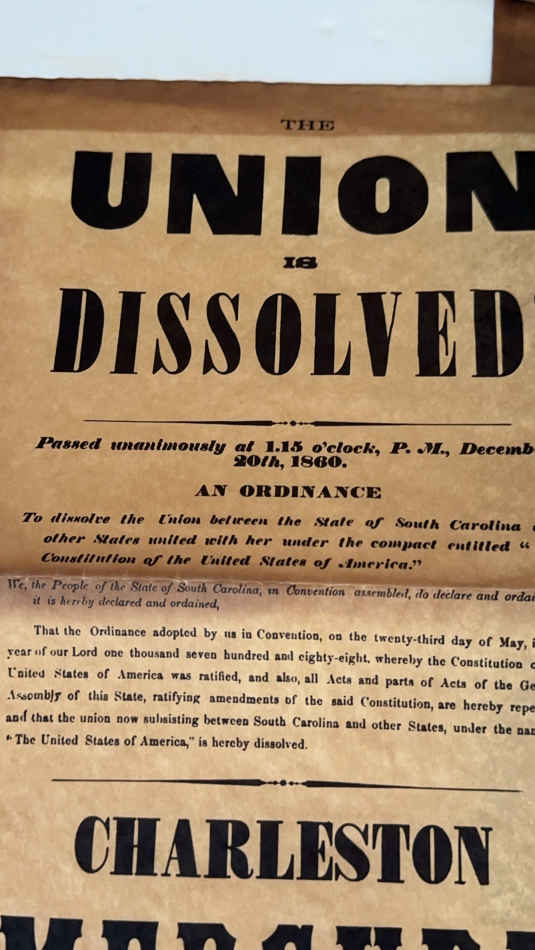 THE
UNION
IS
DISSOLVED
Passed unanimously at 1.15 o'clock, P. M., Decemb
20th, 1860.
AN ORDINANCE
To dissolve the Union between the State of South Carolina
other States united with her under the compact entitled "
Constitution of the United States of America."
We, the People of the State of South Carolina, in Convention assembled, do declare and ordai
it is hereby declared and ordained,
That the Ordinance adopted by us in Convention, on the twenty-third day of May, i
year of our Lord one thousand seven hundred and eighty-eight, whereby the Constitution o
United States of America was ratified, and also, all Acts and parts of Acts of the Ge
Assembly of this State, ratifying amendments of the said Constitution, are hereby repe
and that the union now subsisting between South Carolina and other States, under the nam
"The United States of America," is hereby dissolved.
CHARLESTON
MERCURY